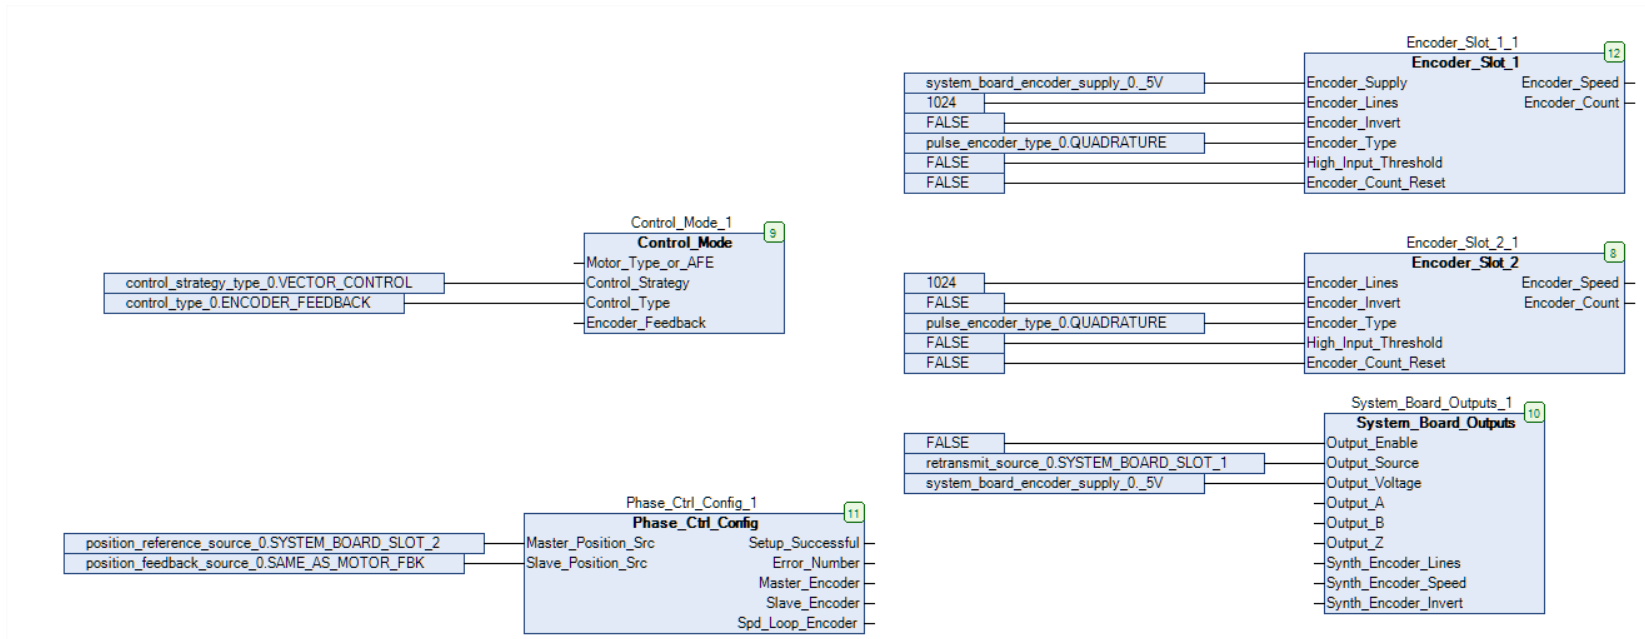 Encoder_Slot_1_1
12
Encoder_Slot_1
system_board_encoder_supply_0._5V
Encoder_Supply
Encoder_Speed
1024
Encoder_Lines
Encoder_Count
FALSE
Encoder_Invert
pulse_encoder_type_0.QUADRATURE
Encoder_Type
FALSE
High_Input_Threshold
FALSE
Encoder_Count_Reset
Control_Mode_1
9
Control_Mode
Motor_Type_or_AFE
control_strategy_type_0.VECTOR_CONTROL
Control_Strategy
control_type_0.ENCODER_FEEDBACK
Control_Type
Encoder_Feedback
Encoder_Slot_2_1
8
Encoder_Slot_2
1024
Encoder_Lines
Encoder_Speed
FALSE
Encoder_Invert
Encoder_Count
pulse_encoder_type_0.QUADRATURE
Encoder_Type
FALSE
High_Input_Threshold
FALSE
Encoder_Count_Reset
System_Board_Outputs_1
10
System_Board_Outputs
FALSE
Output_Enable
retransmit_source_0.SYSTEM_BOARD_SLOT_1
Output_Source
system_board_encoder_supply_0._5V
Output_Voltage
Output_A
Output_B
Output_Z
Synth_Encoder_Lines
Synth_Encoder_Speed
Synth_Encoder_Invert
Phase_Ctrl_Config_1
11
Phase_Ctrl_Config
position_reference_source_0.SYSTEM_BOARD_SLOT_2
Master_Position_Src
Setup_Successful
position_feedback_source_0.SAME_AS_MOTOR_FBK
Slave_Position_Src
Error_Number
Master_Encoder
Slave_Encoder
Spd_Loop_Encoder